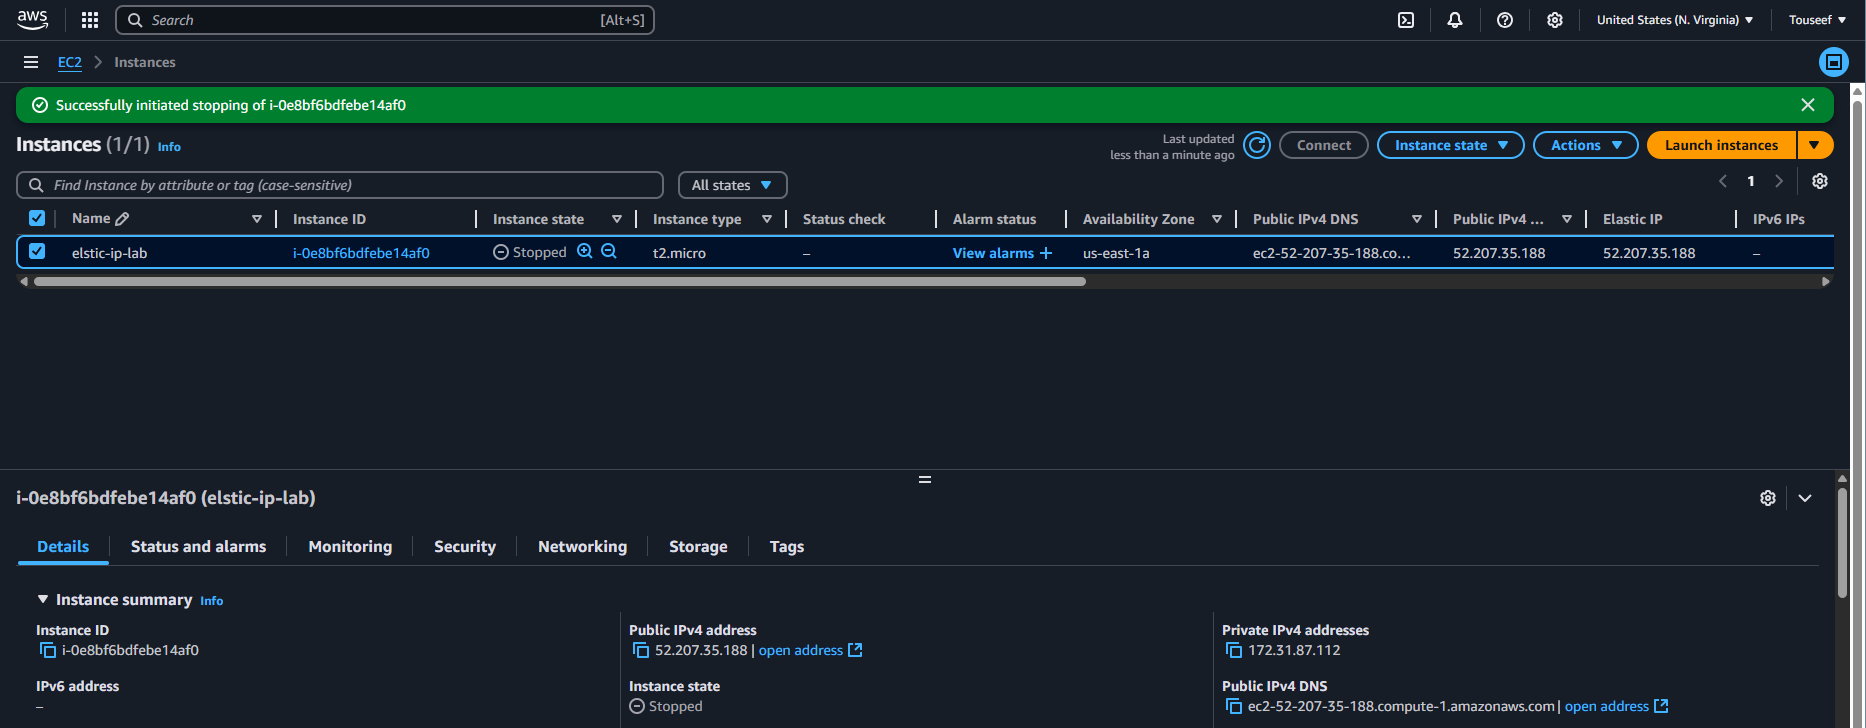 aws
Search [Alt+S]
United States (N. Virginia)
Touseef
EC2 > Instances
Successfully initiated stopping of i-0e8bf6bdfebe14af0
Instances (1/1) Info
Last updated
less than a minute ago
Connect
Instance state
Actions
Launch instances
Find Instance by attribute or tag (case-sensitive)
All states
1
Name Instance ID Instance state Instance type Status check Alarm status Availability Zone Public IPv4 DNS Public IPv4 ... Elastic IP IPv6 IPs
elstic-ip-lab i-0e8bf6bdfebe14af0 Stopped t2.micro – View alarms + us-east-1a ec2-52-207-35-188.co... 52.207.35.188 52.207.35.188 –
i-0e8bf6bdfebe14af0 (elstic-ip-lab)
Details Status and alarms Monitoring Security Networking Storage Tags
Instance summary Info
Instance ID
i-0e8bf6bdfebe14af0
Public IPv4 address
52.207.35.188 | open address
Private IPv4 addresses
172.31.87.112
IPv6 address
–
Instance state
Stopped
Public IPv4 DNS
ec2-52-207-35-188.compute-1.amazonaws.com | open address